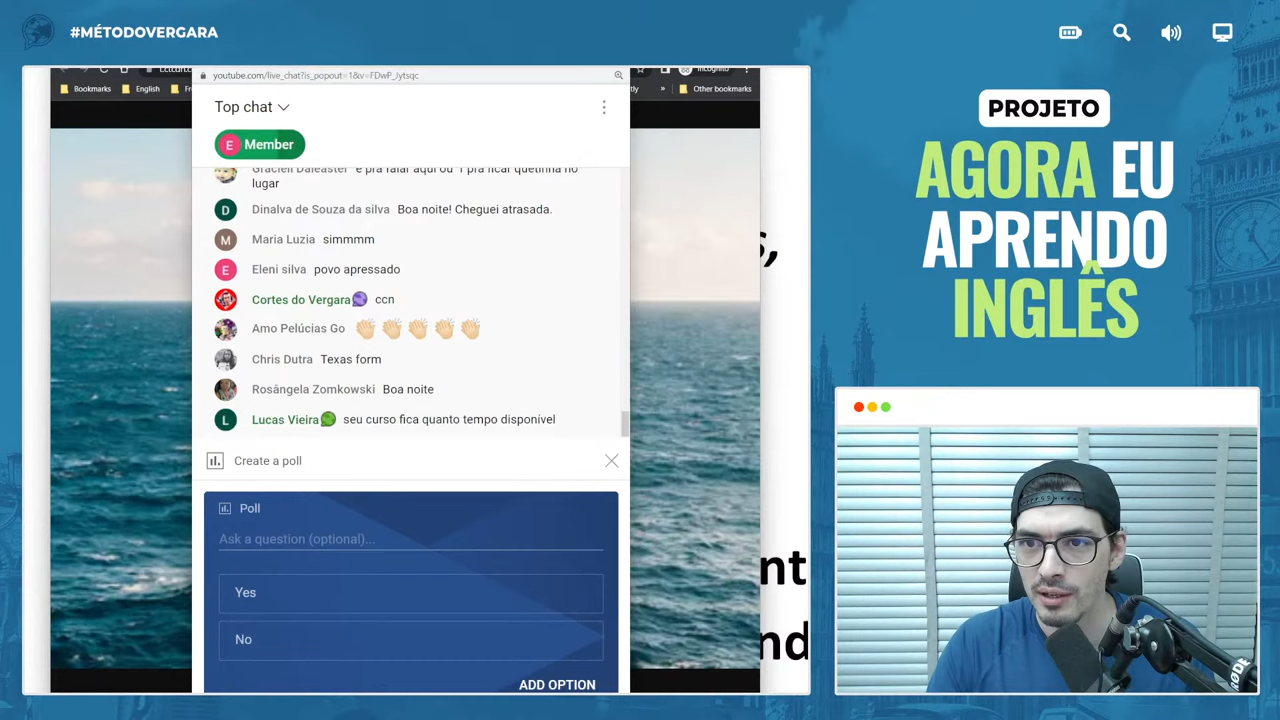 #MÉTODOVERGARA
youtube.com/live_chat?is_popout=1&v=FDwP_Jytsqc
Bookmarks
English
Other bookmarks
Top chat
E Member
Gracieli Daleaster e pra falar aqui ou 1 pra ficar quetinha no
lugar
D Dinalva de Souza da silva Boa noite! Cheguei atrasada.
M Maria Luzia simmmm
E Eleni silva povo apressado
Cortes do Vergara ccn
Amo Pelúcias Go
Chris Dutra Texas form
Rosângela Zomkowski Boa noite
L Lucas Vieira seu curso fica quanto tempo disponível
Create a poll
Poll
Ask a question (optional)...
Yes
No
ADD OPTION
s,
nt
nd
PROJETO
AGORA EU
APRENDO
INGLÊS
RØDE